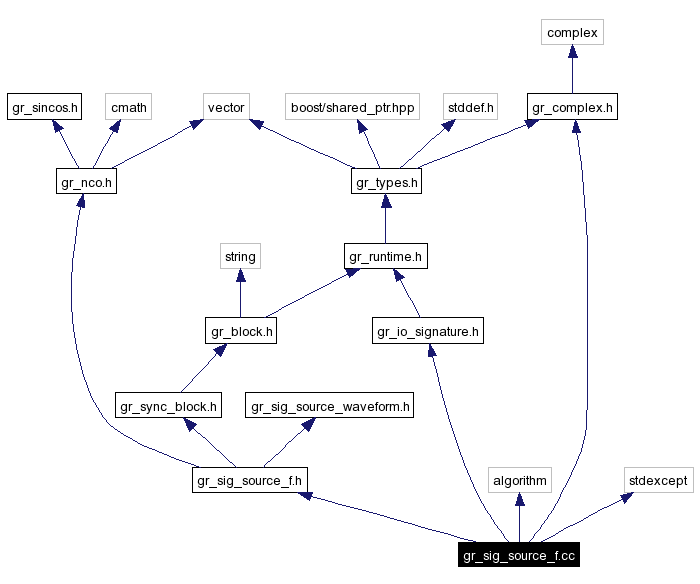 complex
gr_sincos.h
cmath
vector
boost/shared_ptr.hpp
stddef.h
gr_complex.h
gr_nco.h
gr_types.h
string
gr_runtime.h
gr_block.h
gr_io_signature.h
gr_sync_block.h
gr_sig_source_waveform.h
gr_sig_source_f.h
algorithm
stdexcept
gr_sig_source_f.cc